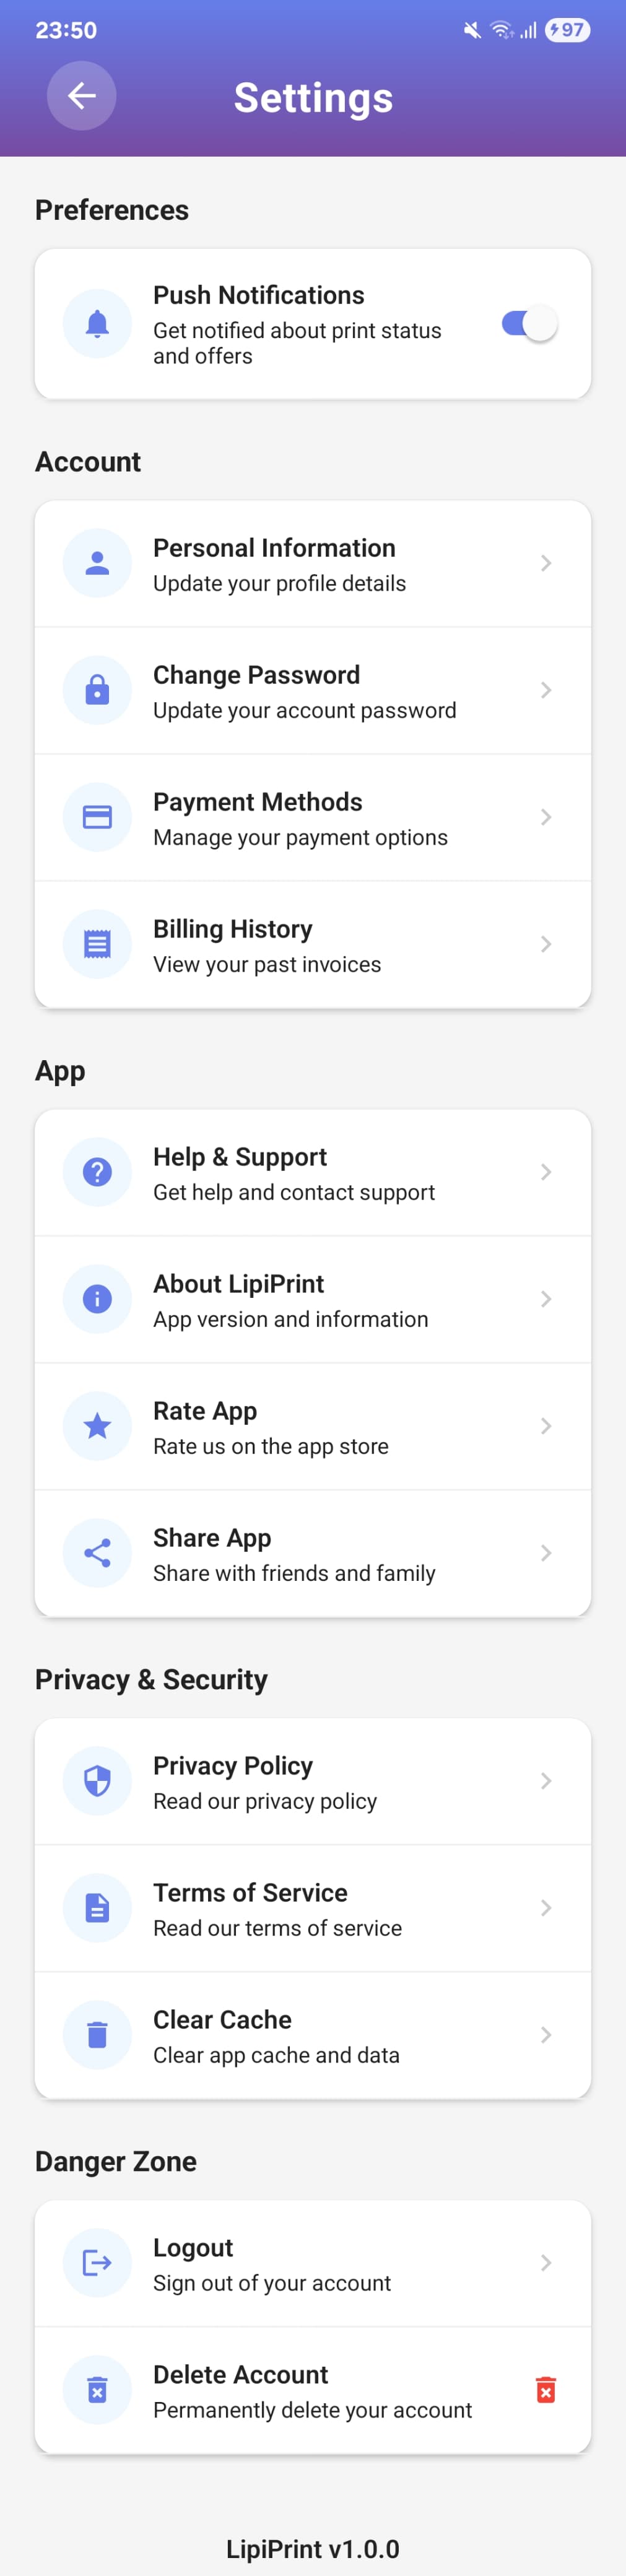 23:50
97
Settings
Preferences
Push Notifications
Get notified about print status
and offers
Account
Personal Information
Update your profile details
Change Password
Update your account password
Payment Methods
Manage your payment options
Billing History
View your past invoices
App
Help & Support
Get help and contact support
About LipiPrint
App version and information
Rate App
Rate us on the app store
Share App
Share with friends and family
Privacy & Security
Privacy Policy
Read our privacy policy
Terms of Service
Read our terms of service
Clear Cache
Clear app cache and data
Danger Zone
Logout
Sign out of your account
Delete Account
Permanently delete your account
LipiPrint v1.0.0